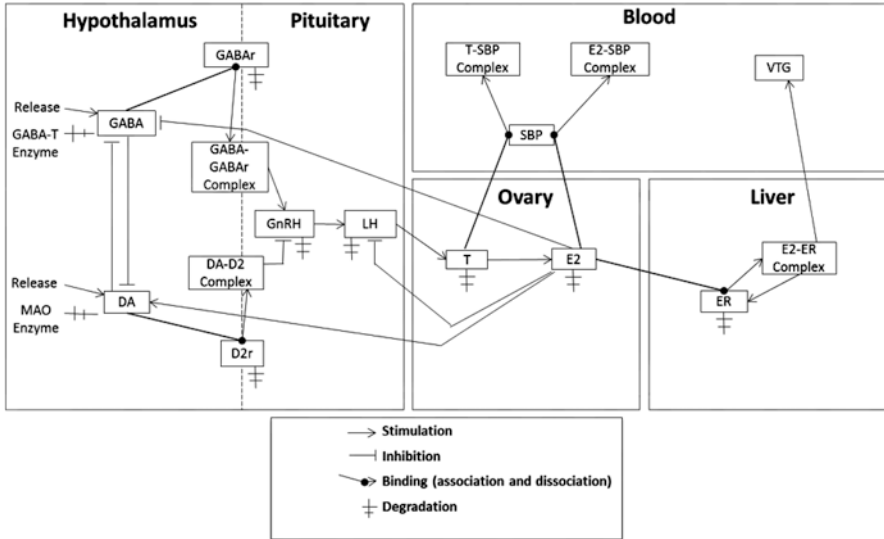 Hypothalamus
Pituitary
Blood
GABAr
T-SBP
Complex
E2-SBP
Complex
VTG
Release
GABA
GABA-T
Enzyme
SBP
GABA-
GABAr
Complex
Ovary
Liver
GnRH
LH
T
E2
E2-ER
Complex
DA-D2
Complex
Release
DA
MAO
Enzyme
ER
D2r
Stimulation
Inhibition
Binding (association and dissociation)
Degradation